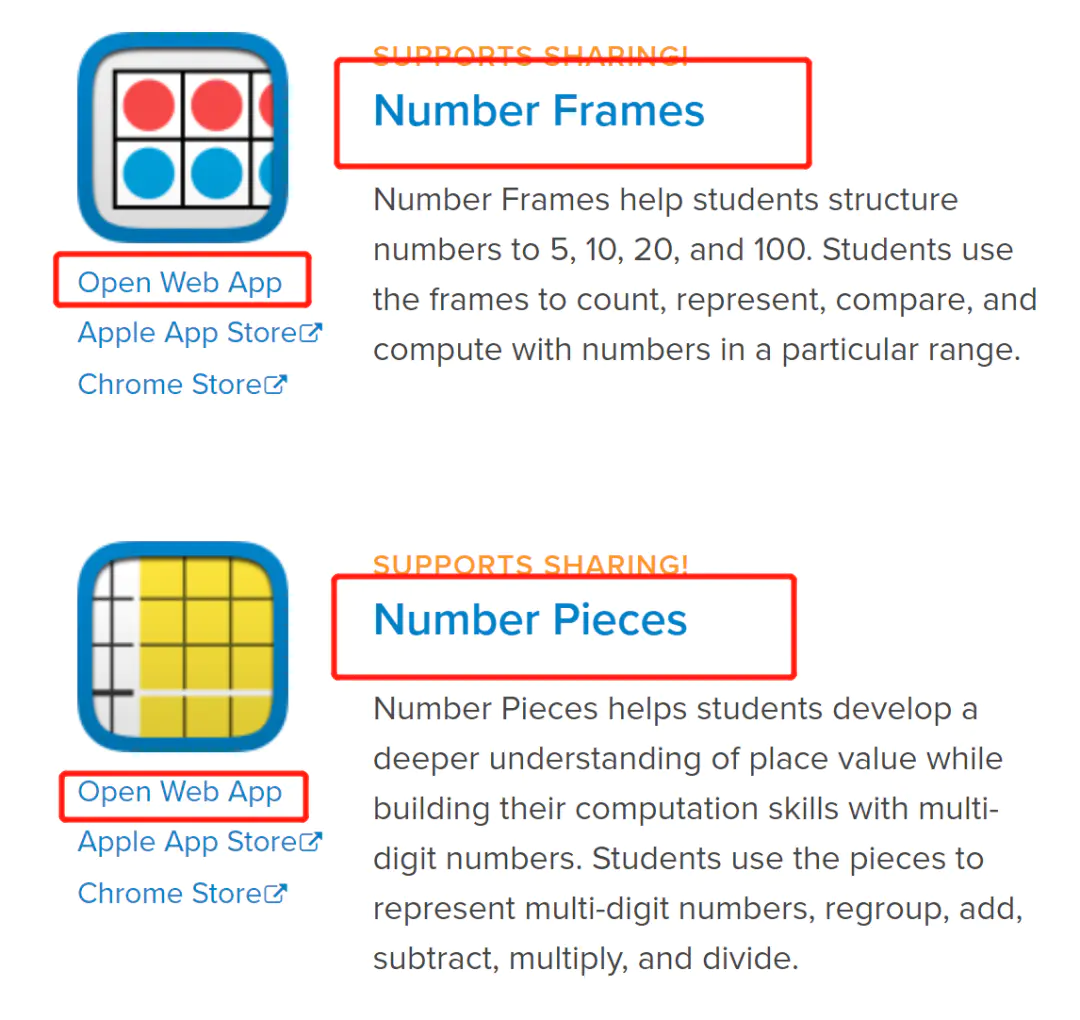 SUPPORTS SHARING!
Number Frames
Number Frames help students structure
numbers to 5, 10, 20, and 100. Students use
the frames to count, represent, compare, and
compute with numbers in a particular range.
Open Web App
Apple App Store
Chrome Store
SUPPORTS SHARING!
Number Pieces
Number Pieces helps students develop a
deeper understanding of place value while
building their computation skills with multi-
digit numbers. Students use the pieces to
represent multi-digit numbers, regroup, add,
subtract, multiply, and divide.
Open Web App
Apple App Store
Chrome Store